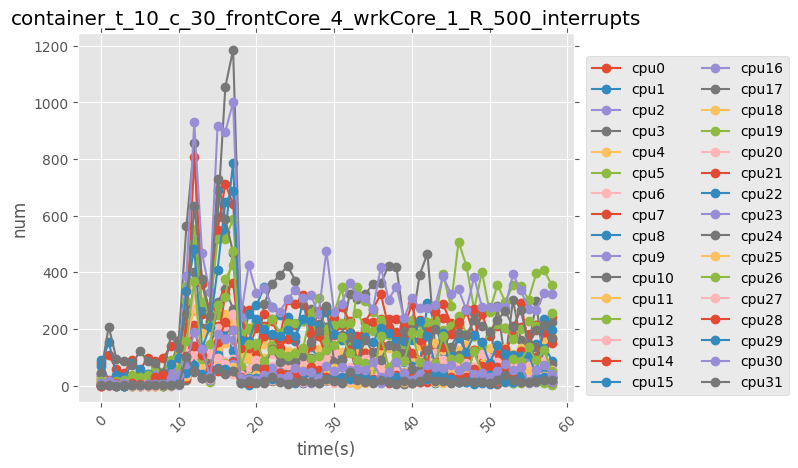 container_t_10_c_30_frontCore_4_wrkCore_1_R_500_interrupts
1200
1000
800
600
400
200
0
num
0 10 20 30 40 50 60
time(s)
cpu0
cpu1
cpu2
cpu3
cpu4
cpu5
cpu6
cpu7
cpu8
cpu9
cpu10
cpu11
cpu12
cpu13
cpu14
cpu15
cpu16
cpu17
cpu18
cpu19
cpu20
cpu21
cpu22
cpu23
cpu24
cpu25
cpu26
cpu27
cpu28
cpu29
cpu30
cpu31